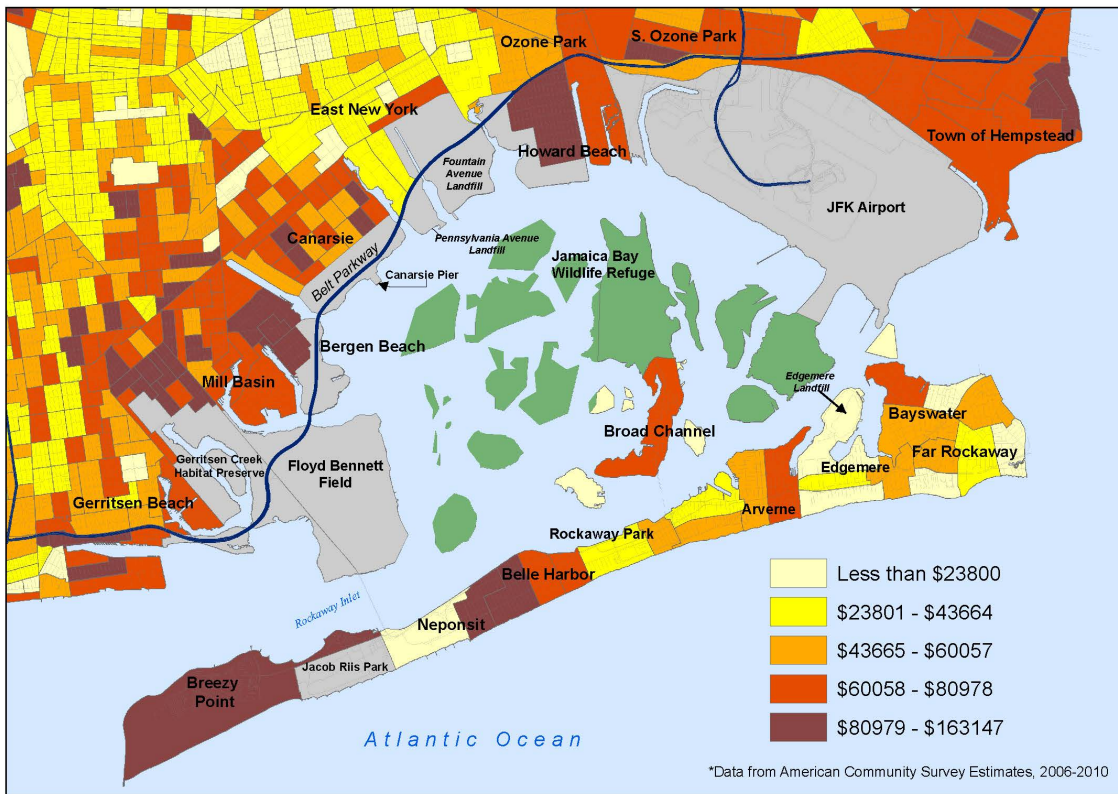 S. Ozone Park
Ozone Park
East New York
Town of Hempstead
Howard Beach
Fountain
Avenue
Landfill
JFK Airport
Canarsie
Pennsylvania Avenue
Landfill
Jamaica Bay
Wildlife Refuge
Belt Parkway
Canarsie Pier
Bergen Beach
Mill Basin
Edgemere
Landfill
Bayswater
Broad Channel
Gerritsen Creek
Habitat Preserve
Floyd Bennett
Field
Edgemere
Far Rockaway
Gerritsen Beach
Arverne
Rockaway Park
Belle Harbor
Rockaway Inlet
Neponsit
Jacob Riis Park
Breezy
Point
Atlantic Ocean
Less than $23800
$23801 - $43664
$43665 - $60057
$60058 - $80978
$80979 - $163147
*Data from American Community Survey Estimates, 2006-2010